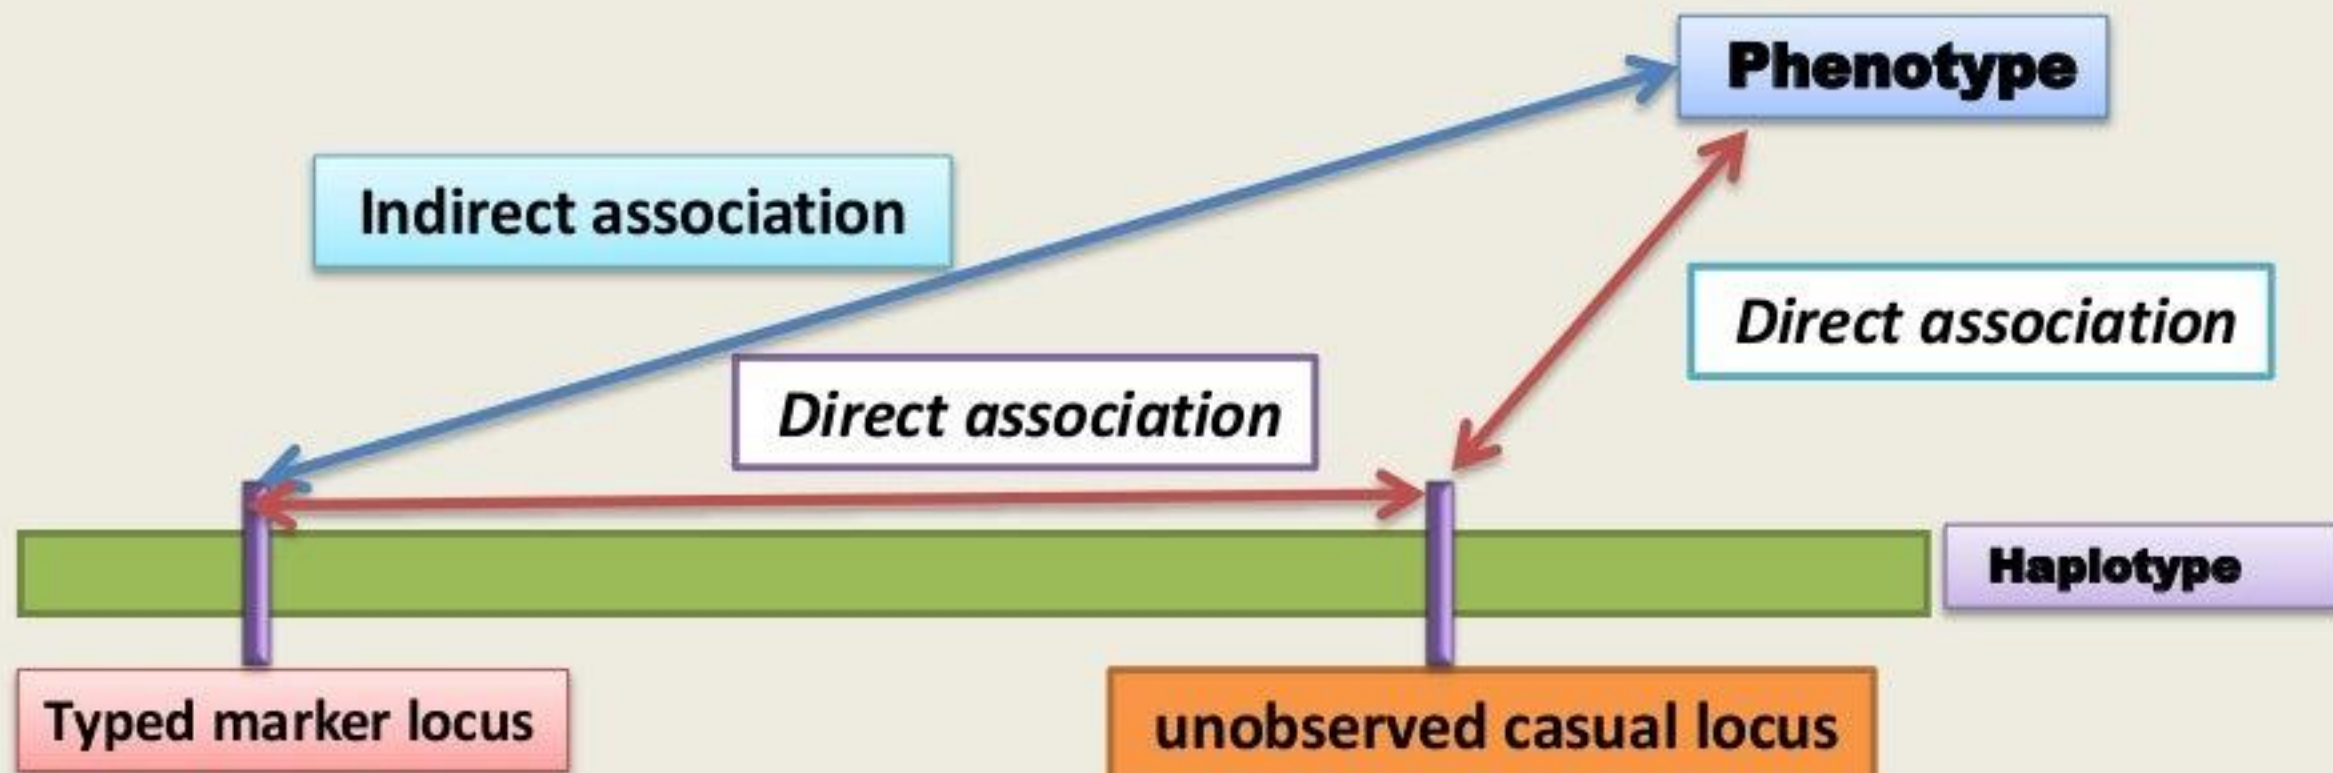 Phenotype
Indirect association
Direct association
Direct association
Haplotype
Typed marker locus
unobserved casual locus